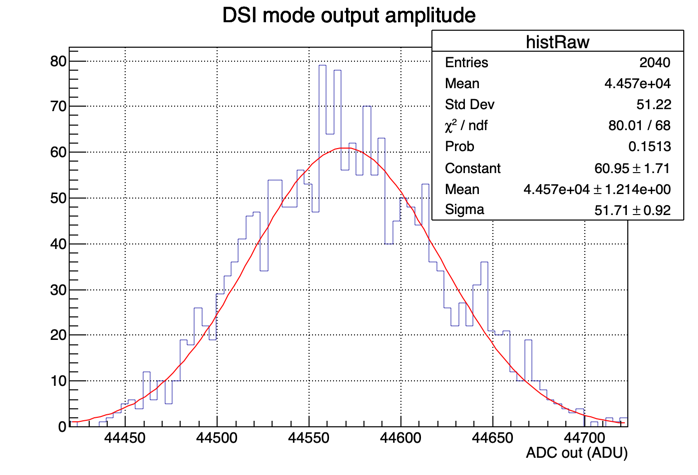 DSI mode output amplitude
histRaw
Entries 2040
Mean 4.457e+04
Std Dev 51.22
χ² / ndf 80.01 / 68
Prob 0.1513
Constant 60.95 ± 1.71
Mean 4.457e+04 ± 1.214e+00
Sigma 51.71 ± 0.92
80
70
60
50
40
30
20
10
0
44450 44500 44550 44600 44650 44700
ADC out (ADU)